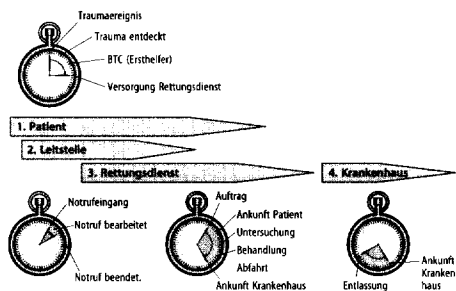 Traumaereignis
Trauma entdeckt
BTC (Ersthelfer)
Versorgung Rettungsdienst
1. Patient
2. Leitstelle
3. Rettungsdienst
4. Krankenhaus
Notrufeingang
Notruf bearbeitet
Notruf beendet.
Auftrag
Ankunft Patient
Untersuchung
Behandlung
Abfahrt
Ankunft Krankenhaus
Entlassung
Ankunft
Kranken
haus